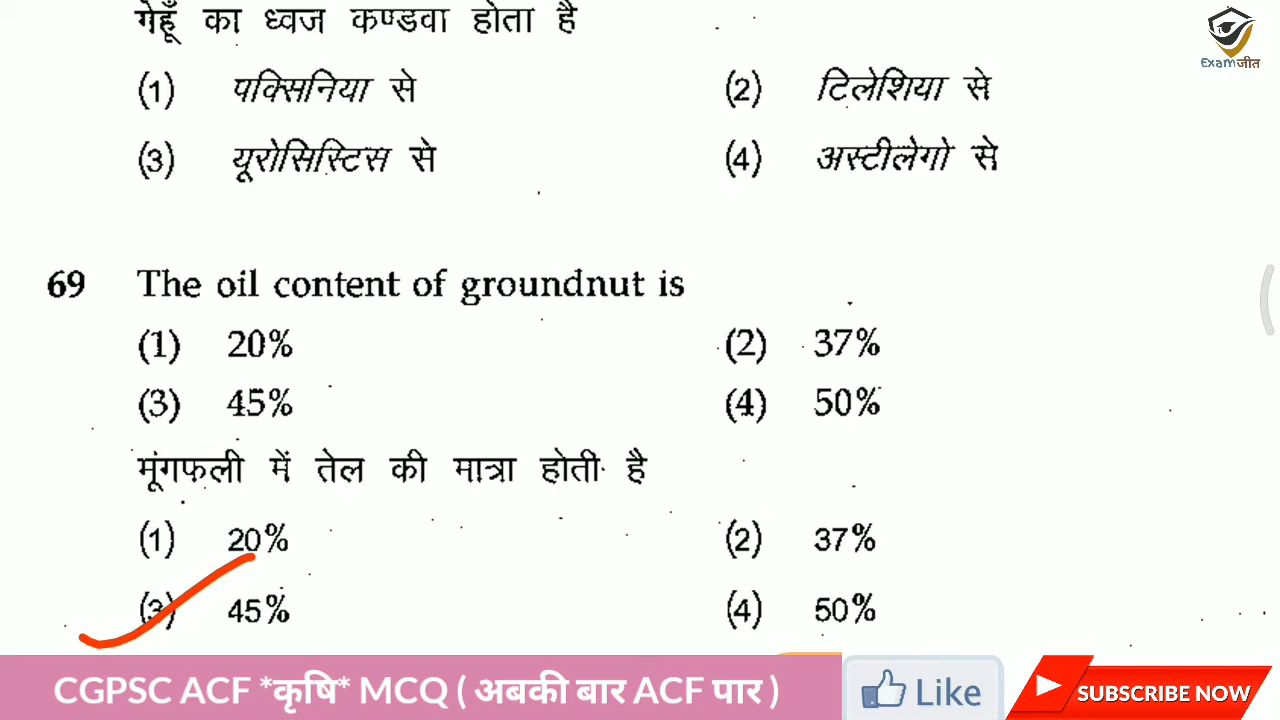 गेहूँ का ध्वज कण्डवा होता है
Examजीत
(1) पक्सिनिया से (2) टिलेशिया से
(3) यूरोसिस्टिस से (4) अस्टीलेगो से
69 The oil content of groundnut is
(1) 20% (2) 37%
(3) 45% (4) 50%
मूंगफली में तेल की मात्रा होती है
(1) 20% (2) 37%
(3) 45% (4) 50%
CGPSC ACF *कृषि* MCQ ( अबकी बार ACF पार ) Like SUBSCRIBE NOW